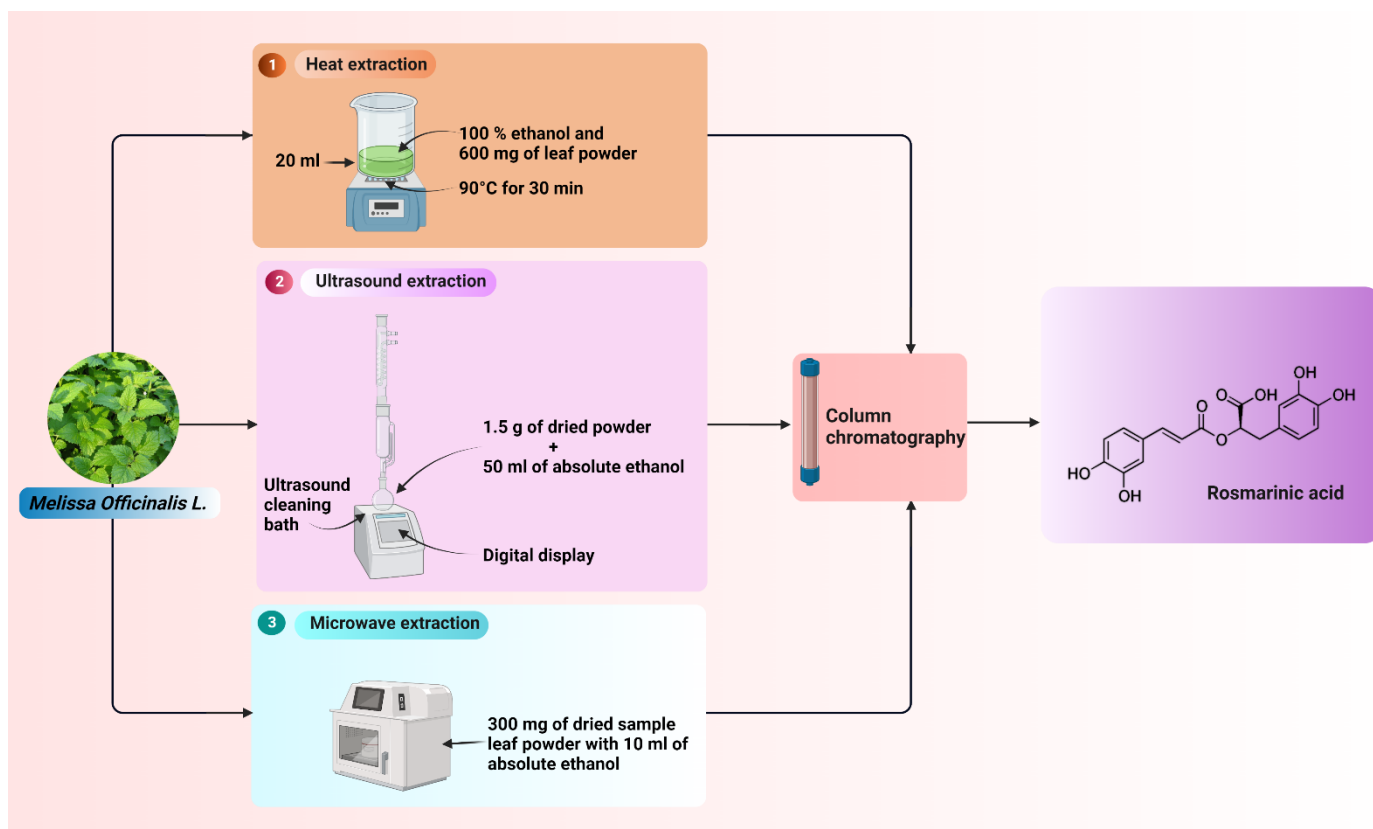 1
Heat extraction
20 ml
100 % ethanol and
600 mg of leaf powder
90°C for 30 min
2
Ultrasound extraction
1.5 g of dried powder
+
50 ml of absolute ethanol
Ultrasound
cleaning
bath
Digital display
3
Microwave extraction
300 mg of dried sample
leaf powder with 10 ml of
absolute ethanol
Melissa Officinalis L.
Column
chromatography
HO
OH
O
O
O
OH
OH
OH
Rosmarinic acid